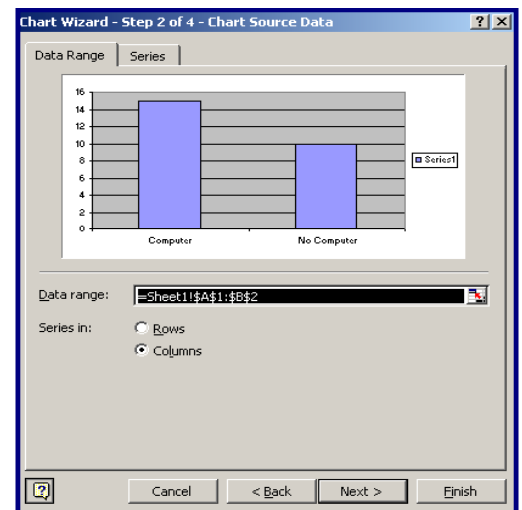 Chart Wizard - Step 2 of 4 - Chart Source Data
Data Range Series
16
14
12
10
8
6
4
2
0
Computer No Computer
Series1
Data range: =Sheet1!$A$1:$B$2
Series in: Rows
Columns
Cancel < Back Next > Finish